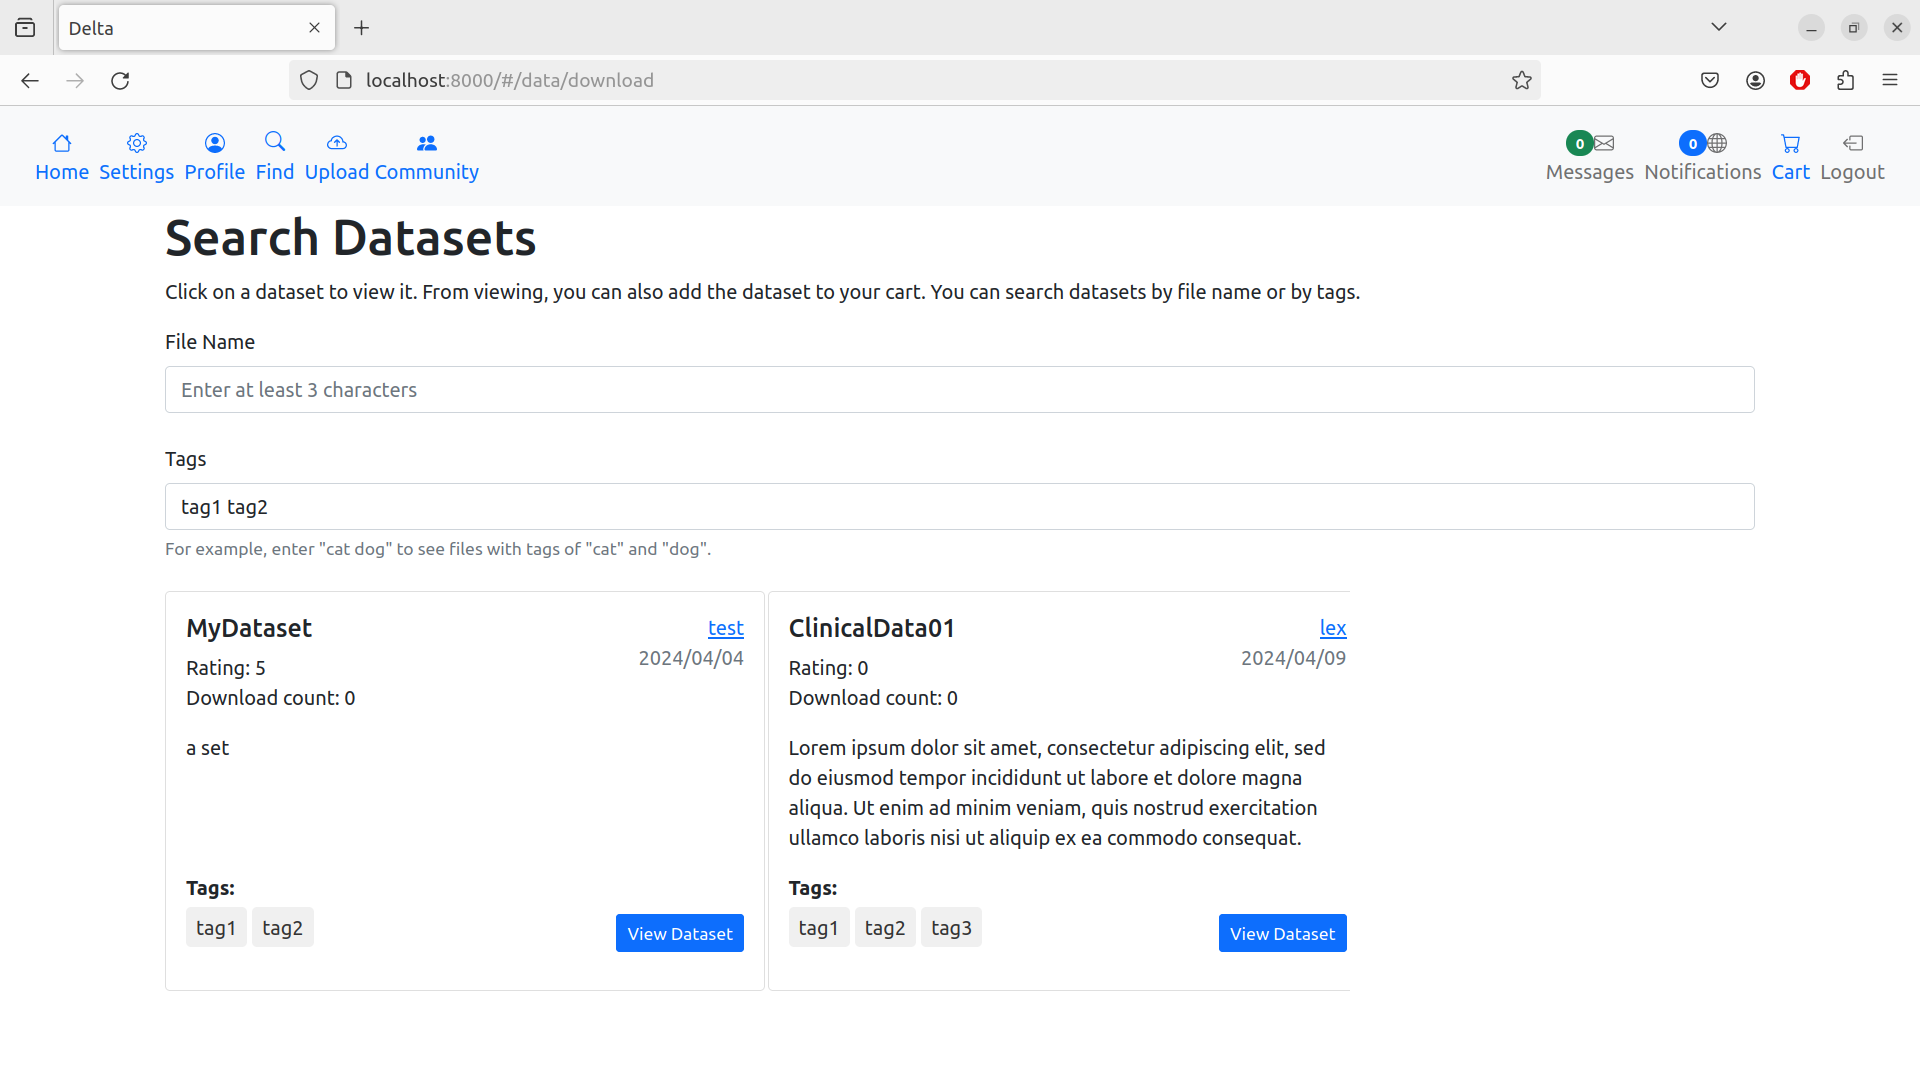 Delta
localhost:8000/#/data/download
Home Settings Profile Find Upload Community
0 0
Messages Notifications Cart Logout
Search Datasets
Click on a dataset to view it. From viewing, you can also add the dataset to your cart. You can search datasets by file name or by tags.
File Name
Enter at least 3 characters
Tags
tag1 tag2
For example, enter "cat dog" to see files with tags of "cat" and "dog".
MyDataset
test
Rating: 5
2024/04/04
Download count: 0
a set
Tags:
tag1 tag2
View Dataset
ClinicalData01
lex
Rating: 0
2024/04/09
Download count: 0
Lorem ipsum dolor sit amet, consectetur adipiscing elit, sed
do eiusmod tempor incididunt ut labore et dolore magna
aliqua. Ut enim ad minim veniam, quis nostrud exercitation
ullamco laboris nisi ut aliquip ex ea commodo consequat.
Tags:
tag1 tag2 tag3
View Dataset